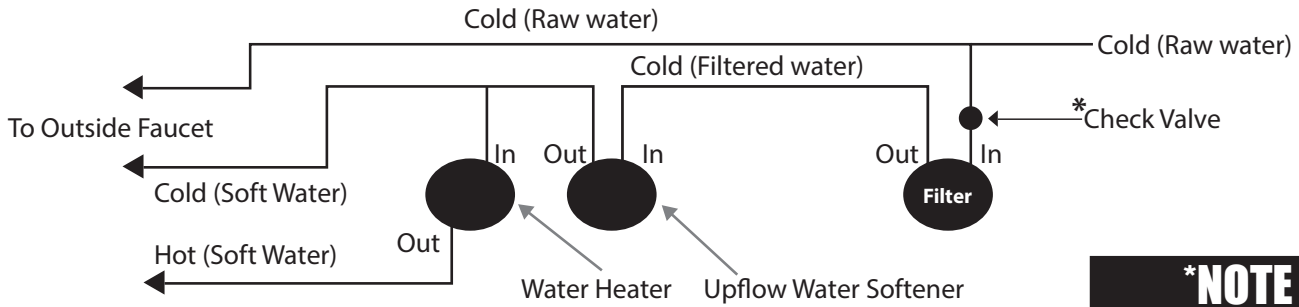 Cold (Raw water)
Cold (Raw water)
Cold (Filtered water)
*Check Valve
To Outside Faucet
In
Out
In
Out
In
Filter
Cold (Soft Water)
Out
Hot (Soft Water)
Water Heater
Upflow Water Softener
*NOTE